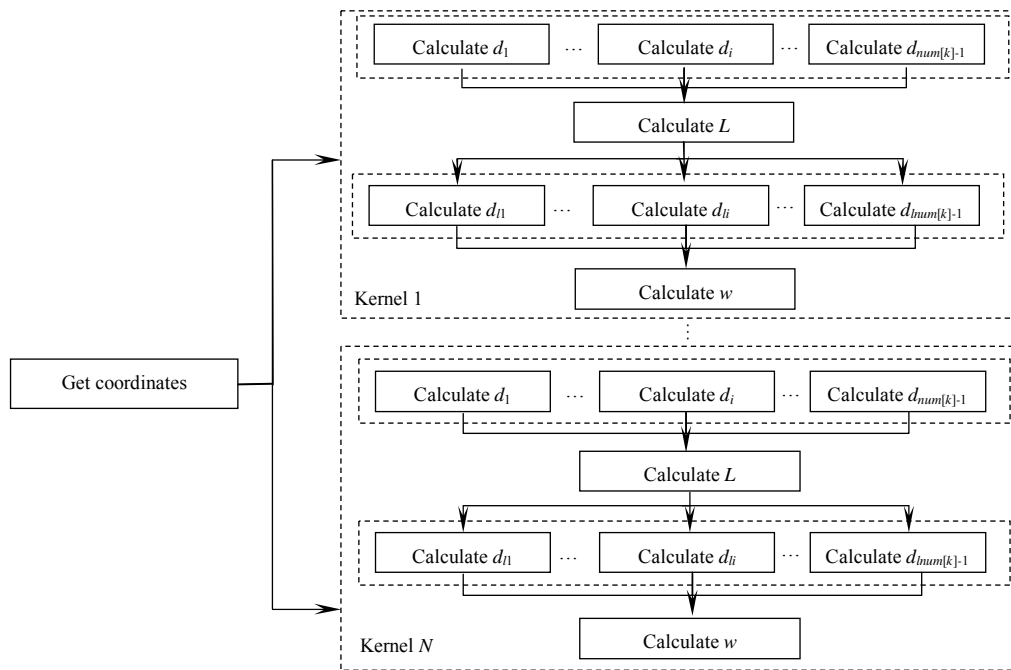 Calculate d1 … Calculate di … Calculate dnum[k]-1
Calculate L
Calculate dl1 … Calculate dli … Calculate dlnum[k]-1
Calculate w
Kernel 1
⋮
Get coordinates
Calculate d1 … Calculate di … Calculate dnum[k]-1
Calculate L
Calculate dl1 … Calculate dli … Calculate dlnum[k]-1
Calculate w
Kernel N